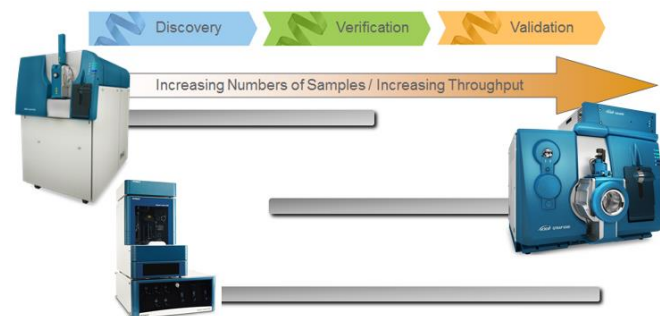 Discovery
Verification
Validation
Increasing Numbers of Samples / Increasing Throughput